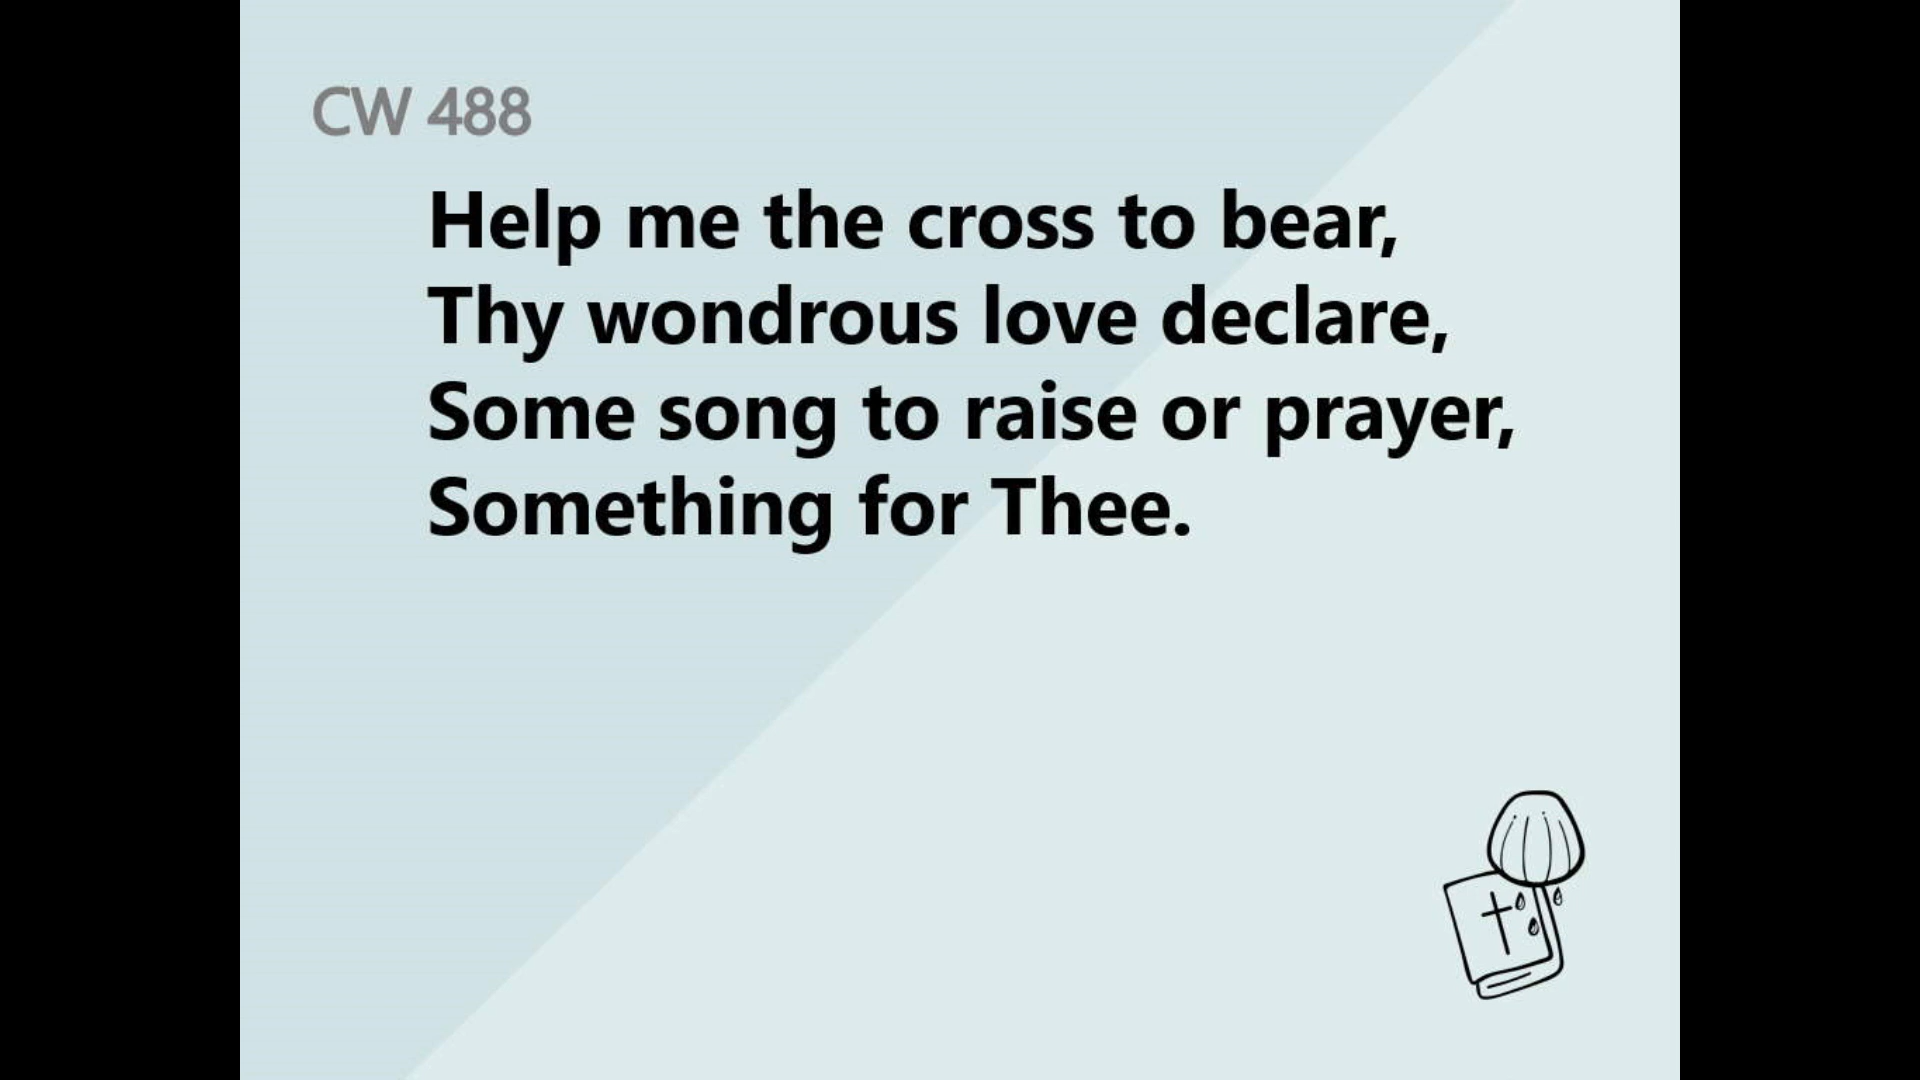 CW 488
Help me the cross to bear,
Thy wondrous love declare,
Some song to raise or prayer,
Something for Thee.